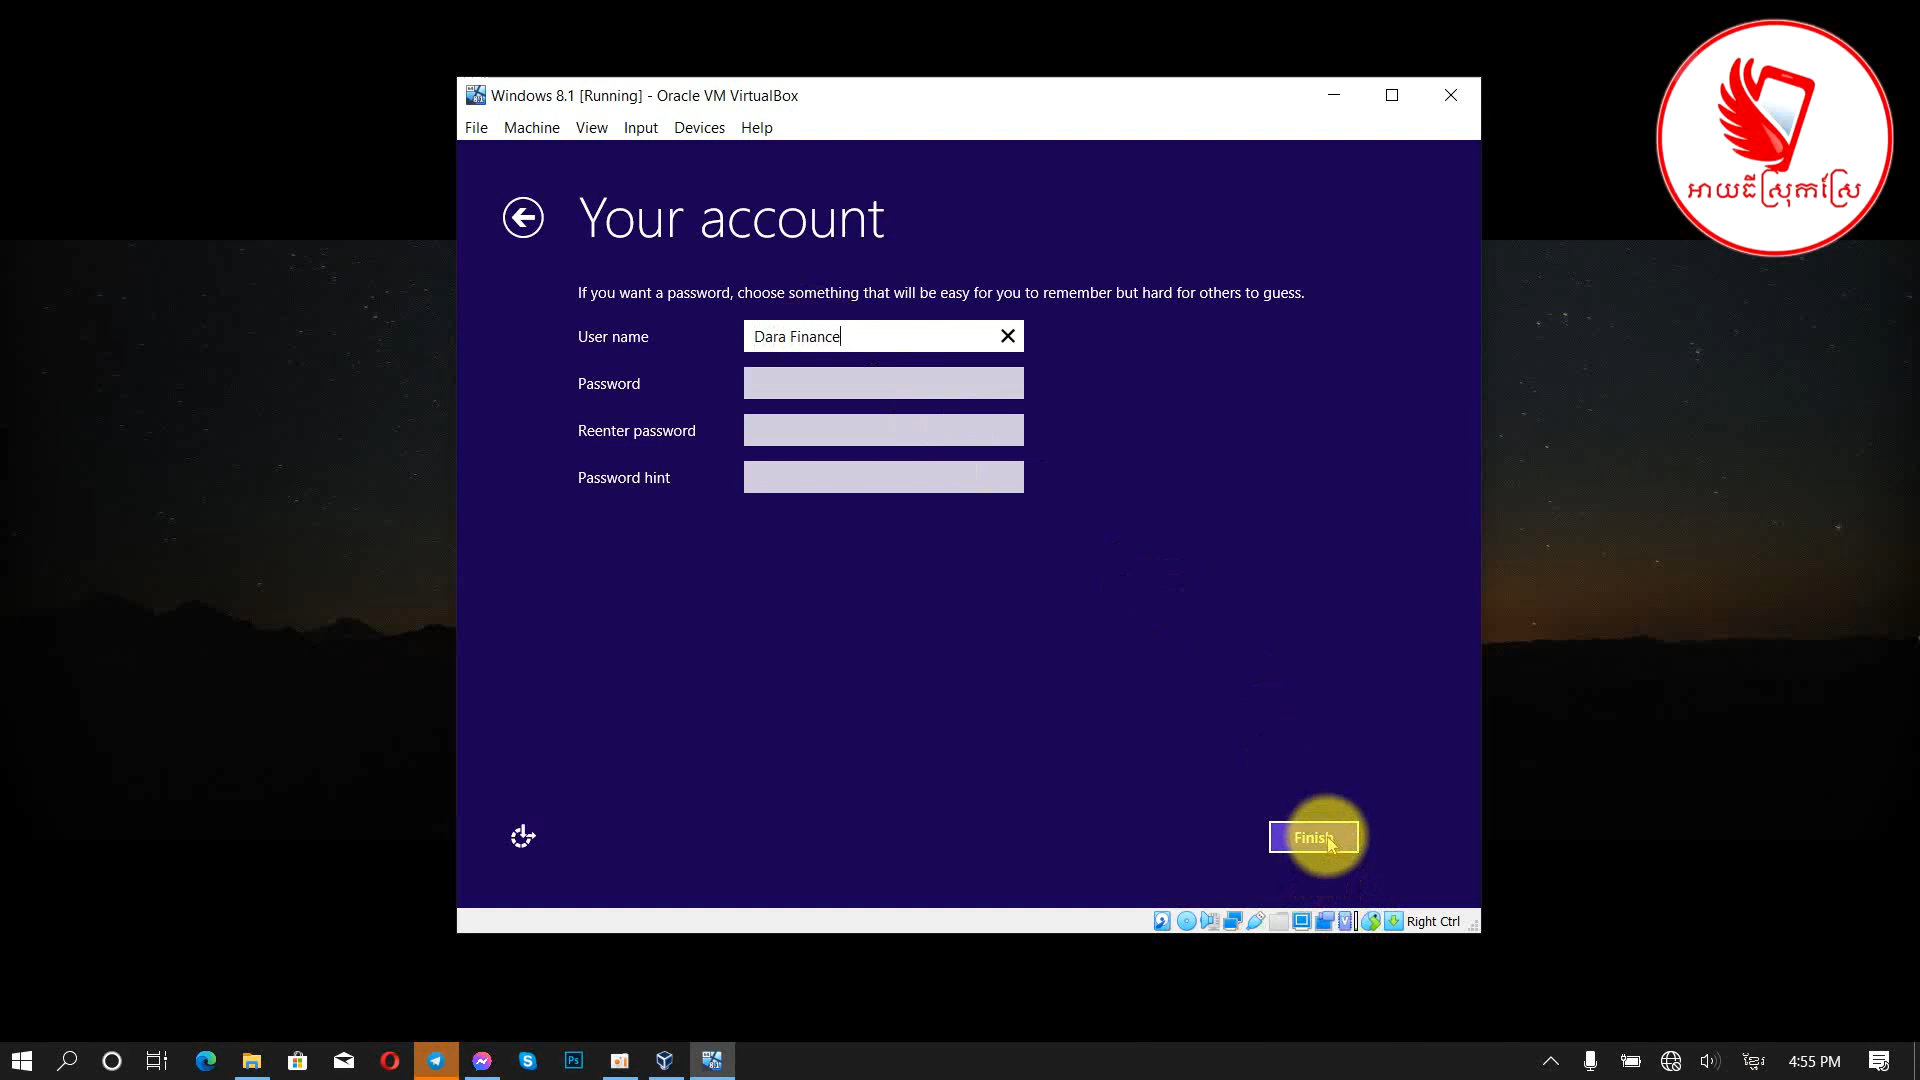 Windows 8.1 [Running] - Oracle VM VirtualBox
File Machine View Input Devices Help
អាយធីស្រុកស្រែ
Your account
If you want a password, choose something that will be easy for you to remember but hard for others to guess.
User name Dara Finance
Password
Reenter password
Password hint
Finish
Right Ctrl
Ps
4:55 PM